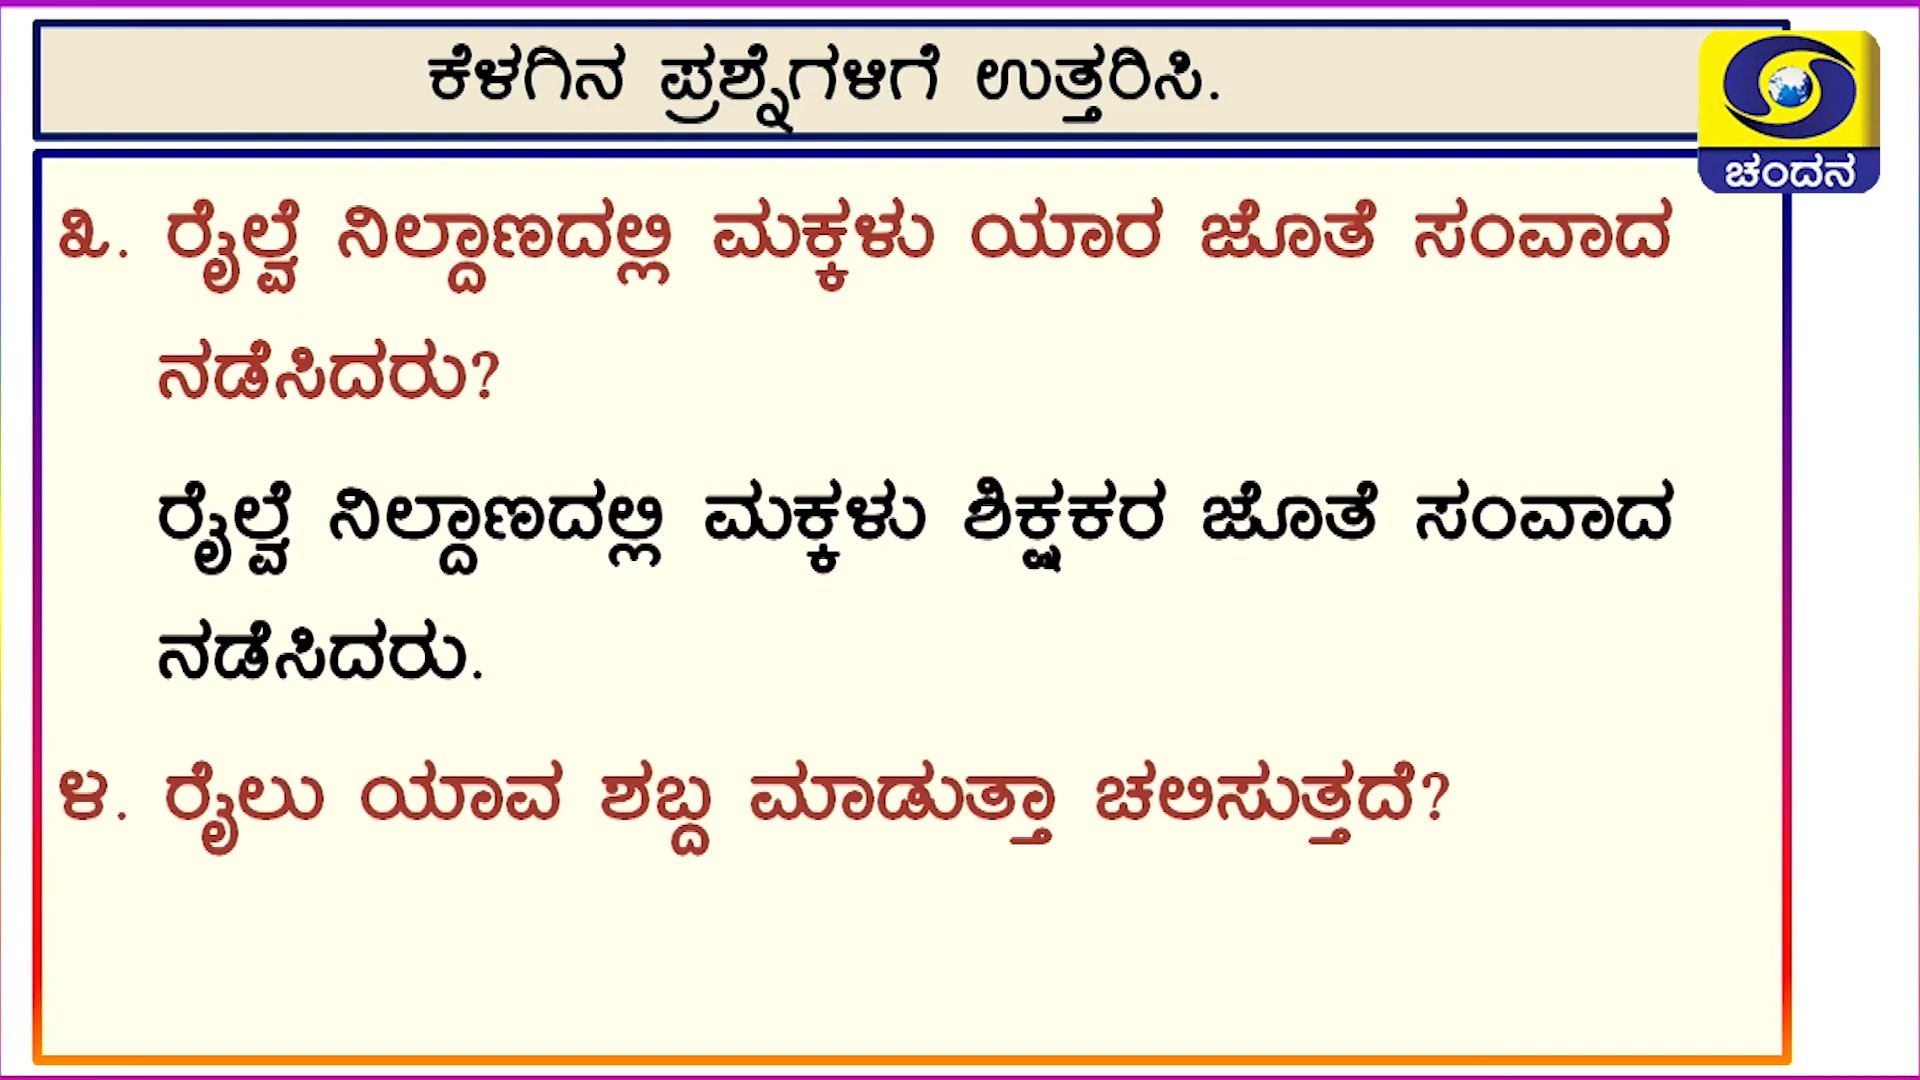 ಕೆಳಗಿನ ಪ್ರಶ್ನೆಗಳಿಗೆ ಉತ್ತರಿಸಿ.
ಚಂದನ
೩. ರೈಲ್ವೆ ನಿಲ್ದಾಣದಲ್ಲಿ ಮಕ್ಕಳು ಯಾರ ಜೊತೆ ಸಂವಾದ
ನಡೆಸಿದರು?
ರೈಲ್ವೆ ನಿಲ್ದಾಣದಲ್ಲಿ ಮಕ್ಕಳು ಶಿಕ್ಷಕರ ಜೊತೆ ಸಂವಾದ
ನಡೆಸಿದರು.
೪. ರೈಲು ಯಾವ ಶಬ್ದ ಮಾಡುತ್ತಾ ಚಲಿಸುತ್ತದೆ?